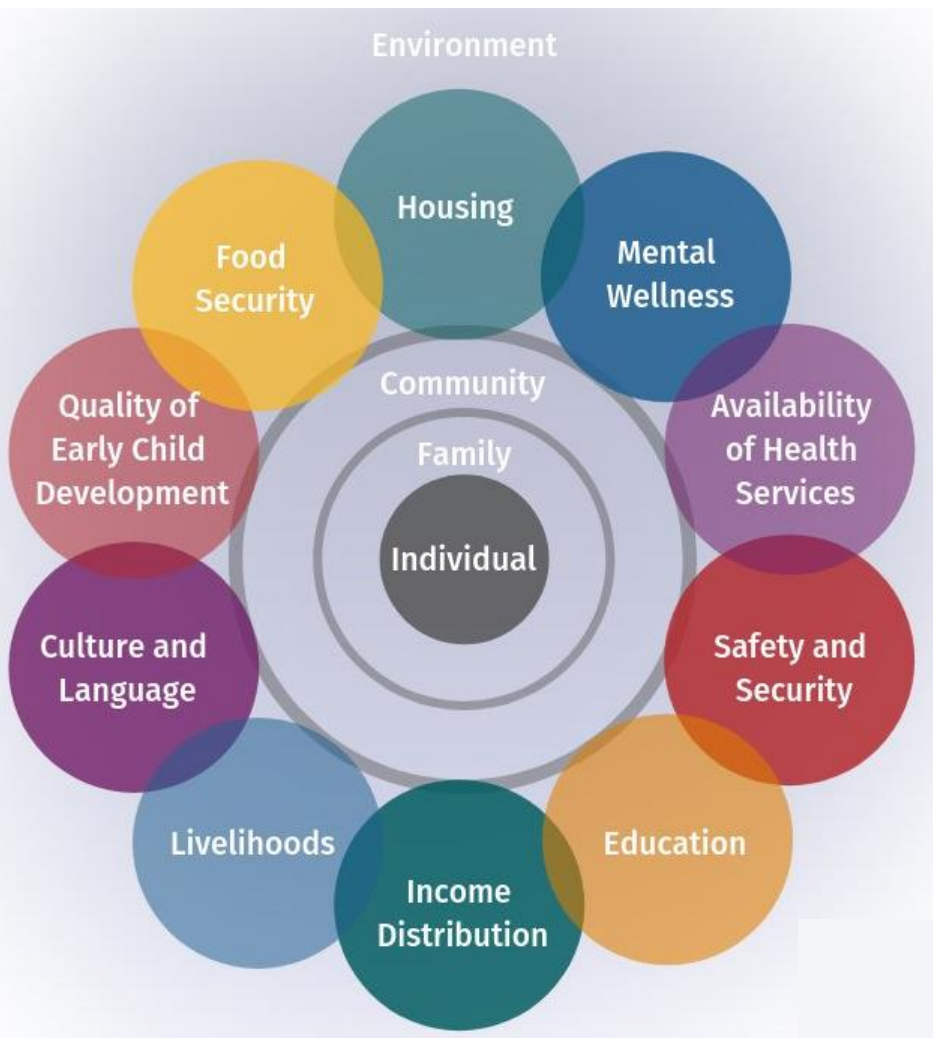 Environment
Housing
Mental
Wellness
Availability
of Health
Services
Safety and
Security
Education
Income
Distribution
Livelihoods
Culture and
Language
Quality of
Early Child
Development
Food
Security
Community
Family
Individual